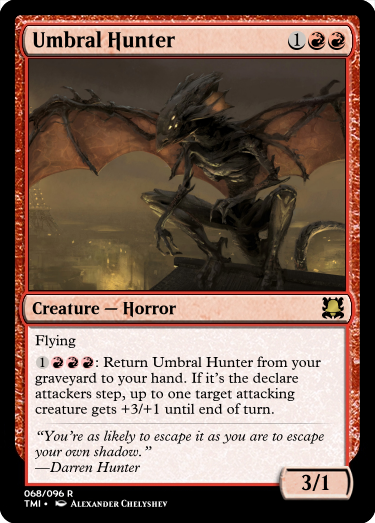 Umbral Hunter 1
Creature — Horror
Flying
1: Return Umbral Hunter from your
graveyard to your hand. If it's the declare
attackers step, up to one target attacking
creature gets +3/+1 until end of turn.
"You're as likely to escape it as you are to escape
your own shadow."
—Darren Hunter
3/1
068/096 R
TMI • Alexander Chelyshev